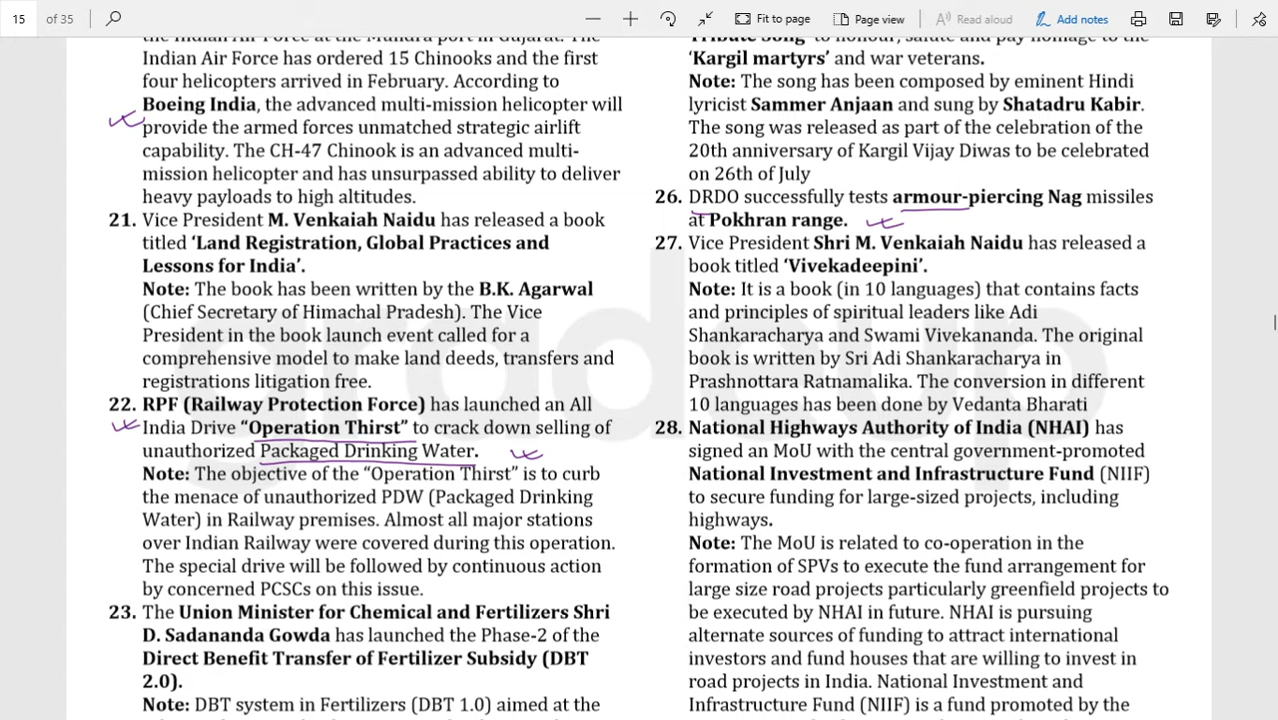 15
of 35
Fit to page
Page view
Read aloud
Add notes
the Indian Air Force at the Mundra port in Gujarat. The
Indian Air Force has ordered 15 Chinooks and the first
four helicopters arrived in February. According to
Boeing India, the advanced multi-mission helicopter will
provide the armed forces unmatched strategic airlift
capability. The CH-47 Chinook is an advanced multi-
mission helicopter and has unsurpassed ability to deliver
heavy payloads to high altitudes.
21. Vice President M. Venkaiah Naidu has released a book
titled 'Land Registration, Global Practices and
Lessons for India'.
Note: The book has been written by the B.K. Agarwal
(Chief Secretary of Himachal Pradesh). The Vice
President in the book launch event called for a
comprehensive model to make land deeds, transfers and
registrations litigation free.
22. RPF (Railway Protection Force) has launched an All
India Drive "Operation Thirst" to crack down selling of
unauthorized Packaged Drinking Water.
Note: The objective of the "Operation Thirst" is to curb
the menace of unauthorized PDW (Packaged Drinking
Water) in Railway premises. Almost all major stations
over Indian Railway were covered during this operation.
The special drive will be followed by continuous action
by concerned PCSCs on this issue.
23. The Union Minister for Chemical and Fertilizers Shri
D. Sadananda Gowda has launched the Phase-2 of the
Direct Benefit Transfer of Fertilizer Subsidy (DBT
2.0).
Note: DBT system in Fertilizers (DBT 1.0) aimed at the
Tribute Song' to honour, salute and pay homage to the
'Kargil martyrs' and war veterans.
Note: The song has been composed by eminent Hindi
lyricist Sammer Anjaan and sung by Shatadru Kabir.
The song was released as part of the celebration of the
20th anniversary of Kargil Vijay Diwas to be celebrated
on 26th of July
26. DRDO successfully tests armour-piercing Nag missiles
at Pokhran range.
27. Vice President Shri M. Venkaiah Naidu has released a
book titled 'Vivekadeepini'.
Note: It is a book (in 10 languages) that contains facts
and principles of spiritual leaders like Adi
Shankaracharya and Swami Vivekananda. The original
book is written by Sri Adi Shankaracharya in
Prashnottara Ratnamalika. The conversion in different
10 languages has been done by Vedanta Bharati
28. National Highways Authority of India (NHAI) has
signed an MoU with the central government-promoted
National Investment and Infrastructure Fund (NIIF)
to secure funding for large-sized projects, including
highways.
Note: The MoU is related to co-operation in the
formation of SPVs to execute the fund arrangement for
large size road projects particularly greenfield projects to
be executed by NHAI in future. NHAI is pursuing
alternate sources of funding to attract international
investors and fund houses that are willing to invest in
road projects in India. National Investment and
Infrastructure Fund (NIIF) is a fund promoted by the
gradeup